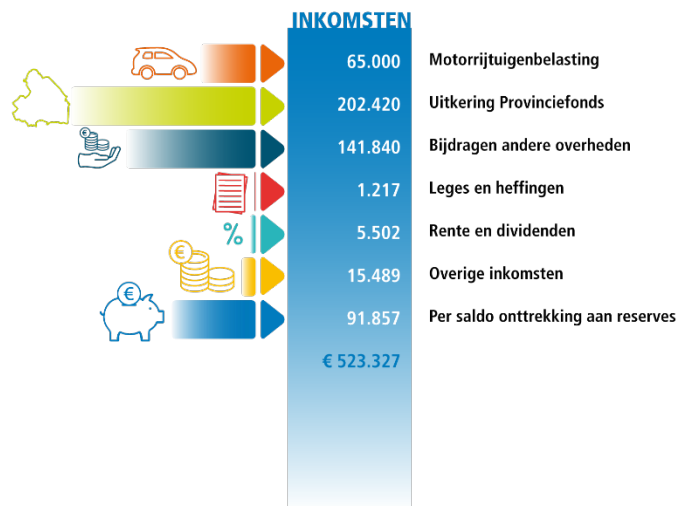 INKOMSTEN
65.000 Motorrijtuigenbelasting
202.420 Uitkering Provinciefonds
€ 141.840 Bijdragen andere overheden
1.217 Leges en heffingen
% 5.502 Rente en dividenden
€ 15.489 Overige inkomsten
€ 91.857 Per saldo onttrekking aan reserves
€ 523.327